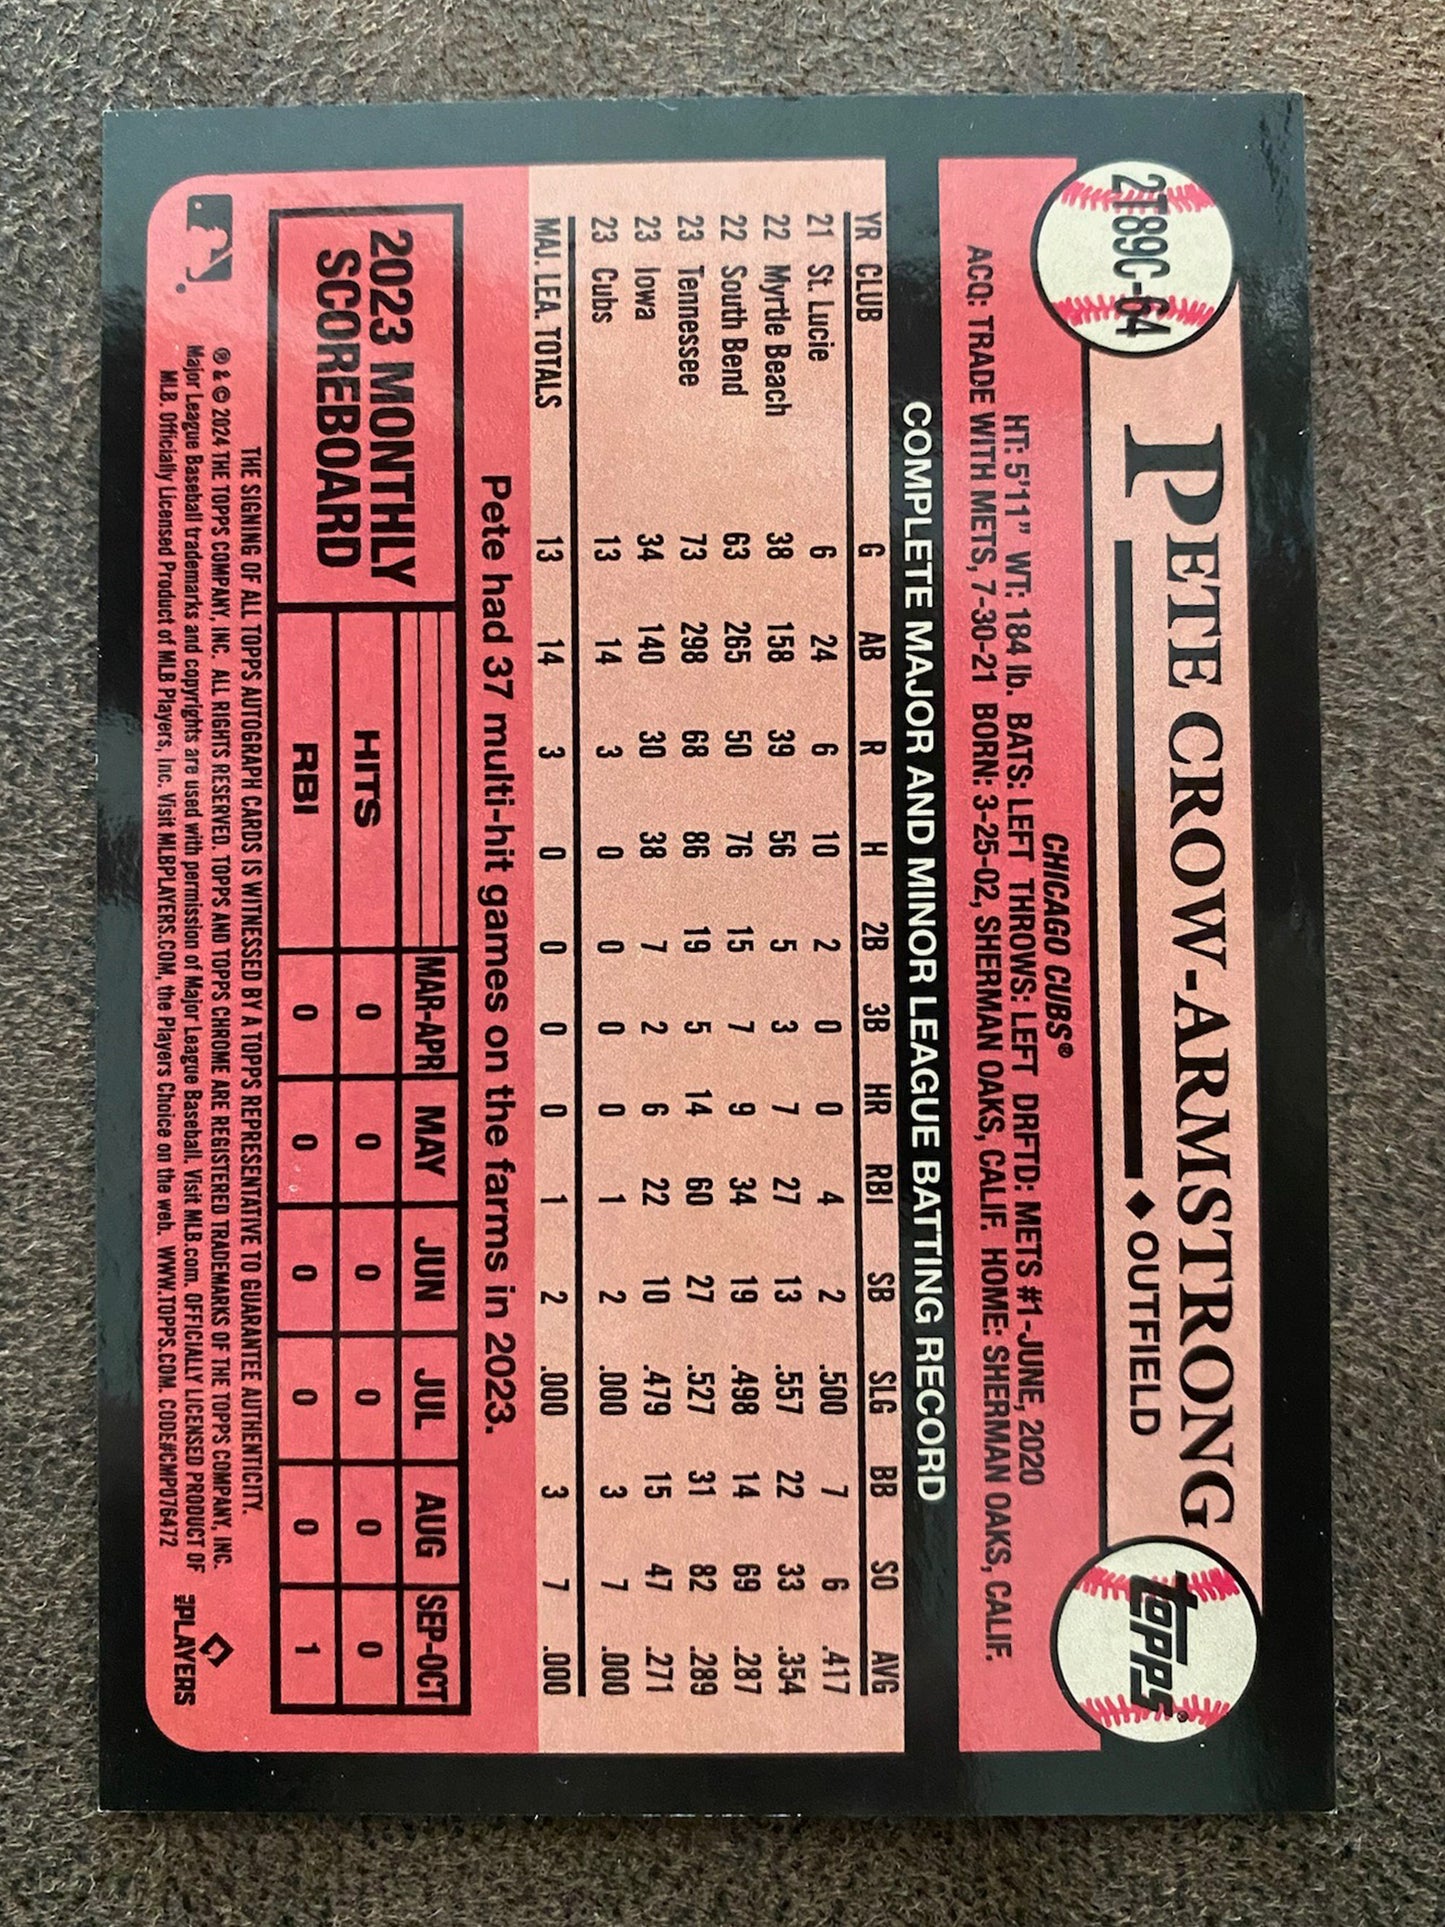 2T89C-64
PETE CROW-ARMSTRONG
◆ OUTFIELD
topps®
CHICAGO CUBS®
HT: 5'11" WT: 184 lb. BATS: LEFT THROWS: LEFT DRFTD: METS #1-JUNE, 2020
ACQ: TRADE WITH METS, 7-30-21 BORN: 3-25-02, SHERMAN OAKS, CALIF. HOME: SHERMAN OAKS, CALIF.
COMPLETE MAJOR AND MINOR LEAGUE BATTING RECORD
YR CLUB G AB R H 2B 3B HR RBI SB SLG BB SO AVG
21 St. Lucie 6 24 6 10 2 0 0 4 2 .500 7 6 .417
22 Myrtle Beach 38 158 39 56 5 3 7 27 13 .557 22 33 .354
22 South Bend 63 265 50 76 15 7 9 34 19 .498 14 69 .287
23 Tennessee 73 298 68 86 19 5 14 60 27 .527 31 82 .289
23 Iowa 34 140 30 38 7 2 6 22 10 .479 15 47 .271
23 Cubs 13 14 3 0 0 0 0 1 2 .000 3 7 .000
MAJ. LEA. TOTALS 13 14 3 0 0 0 0 1 2 .000 3 7 .000
Pete had 37 multi-hit games on the farms in 2023.
2023 MONTHLY
SCOREBOARD
MAR-APR MAY JUN JUL AUG SEP-OCT
HITS 0 0 0 0 0 0
RBI 0 0 0 0 0 1
THE SIGNING OF ALL TOPPS AUTOGRAPH CARDS IS WITNESSED BY A TOPPS REPRESENTATIVE TO GUARANTEE AUTHENTICITY.
® & © 2024 THE TOPPS COMPANY, INC. ALL RIGHTS RESERVED. TOPPS AND TOPPS CHROME ARE REGISTERED TRADEMARKS OF THE TOPPS COMPANY, INC.
Major League Baseball trademarks and copyrights are used with permission of Major League Baseball. Visit MLB.com. OFFICIALLY LICENSED PRODUCT OF
MLB. Officially Licensed Product of MLB Players, Inc. Visit MLBPLAYERS.COM, the Players Choice on the web. WWW.TOPPS.COM. CODE#CMP076472
MLB PLAYERS